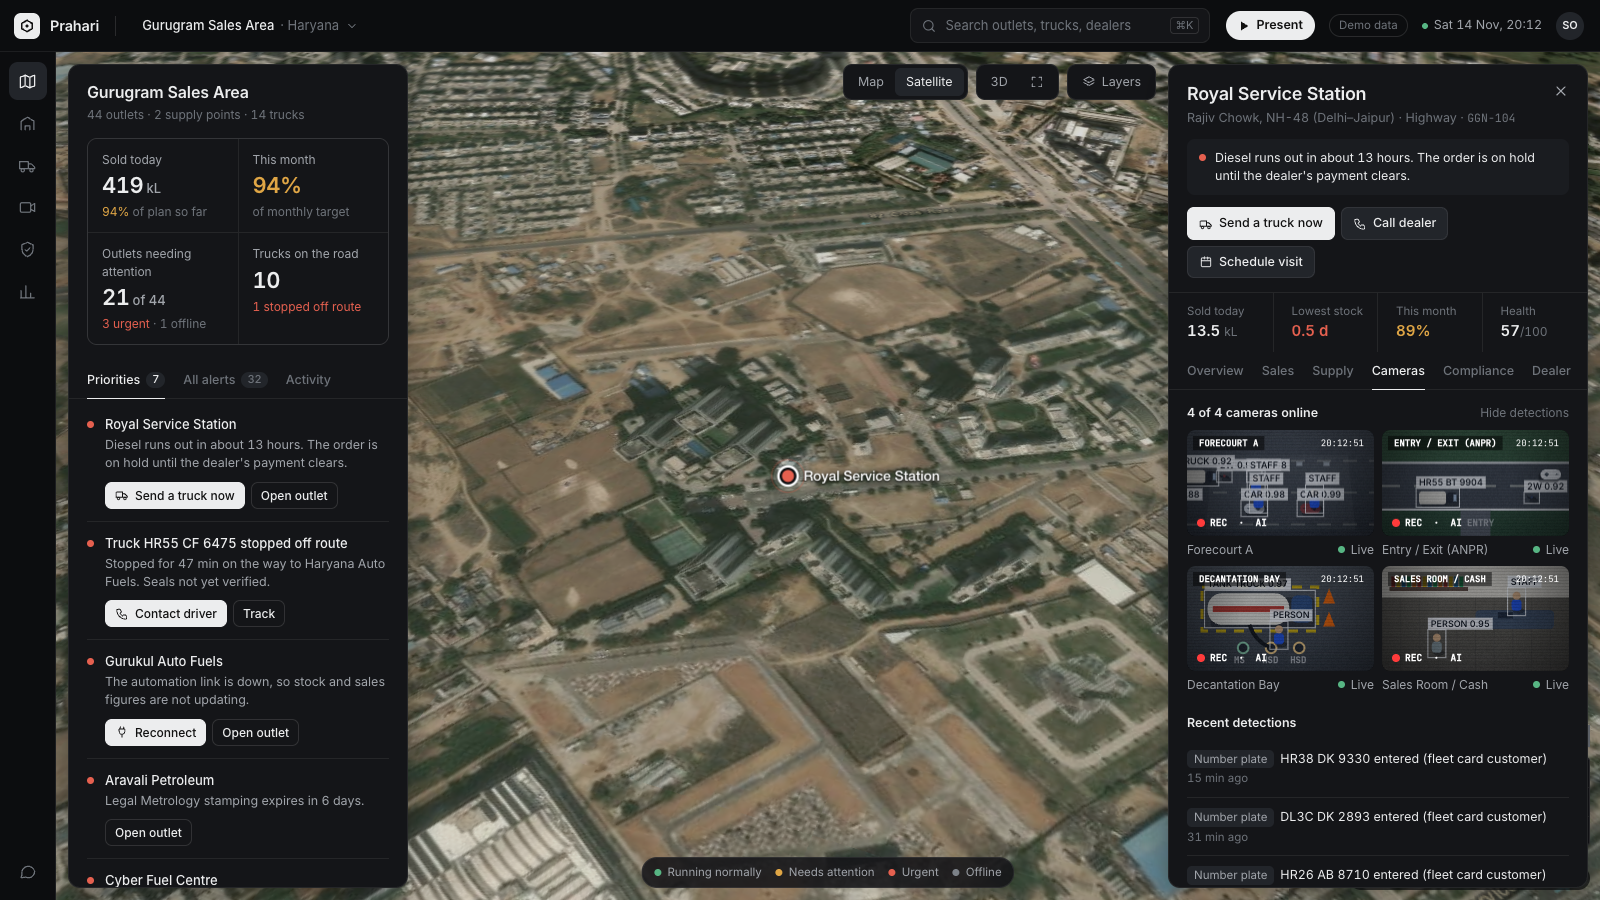 Prahari
Gurugram Sales Area · Haryana
Search outlets, trucks, dealers
⌘K
Present
Demo data
Sat 14 Nov, 20:12
SO
Gurugram Sales Area
44 outlets · 2 supply points · 14 trucks
Sold today
419 kL
94% of plan so far
This month
94%
of monthly target
Outlets needing
attention
21 of 44
3 urgent · 1 offline
Trucks on the road
10
1 stopped off route
Priorities 7
All alerts 32
Activity
Royal Service Station
Diesel runs out in about 13 hours. The order is
on hold until the dealer's payment clears.
Send a truck now
Open outlet
Truck HR55 CF 6475 stopped off route
Stopped for 47 min on the way to Haryana Auto
Fuels. Seals not yet verified.
Contact driver
Track
Gurukul Auto Fuels
The automation link is down, so stock and sales
figures are not updating.
Reconnect
Open outlet
Aravali Petroleum
Legal Metrology stamping expires in 6 days.
Open outlet
Cyber Fuel Centre
Map
Satellite
3D
Layers
Royal Service Station
Running normally
Needs attention
Urgent
Offline
Royal Service Station
Rajiv Chowk, NH-48 (Delhi–Jaipur) · Highway · GGN-104
Diesel runs out in about 13 hours. The order is on hold
until the dealer's payment clears.
Send a truck now
Call dealer
Schedule visit
Sold today
13.5 kL
Lowest stock
0.5 d
This month
89%
Health
57/100
Overview
Sales
Supply
Cameras
Compliance
Dealer
4 of 4 cameras online
Hide detections
FORECOURT A
20:12:51
STAFF
STAFF
CAR 0.98
CAR 0.99
REC · AI
Forecourt A
Live
ENTRY / EXIT (ANPR)
20:12:51
HR55 BT 9904
2W 0.92
REC · AI
ENTRY
Entry / Exit (ANPR)
Live
DECANTATION BAY
20:12:51
PERSON
REC · AI
HSD
Decantation Bay
Live
SALES ROOM / CASH
20:12:51
PERSON 0.95
REC · AI
Sales Room / Cash
Live
Recent detections
Number plate HR38 DK 9330 entered (fleet card customer)
15 min ago
Number plate DL3C DK 2893 entered (fleet card customer)
31 min ago
Number plate HR26 AB 8710 entered (fleet card customer)